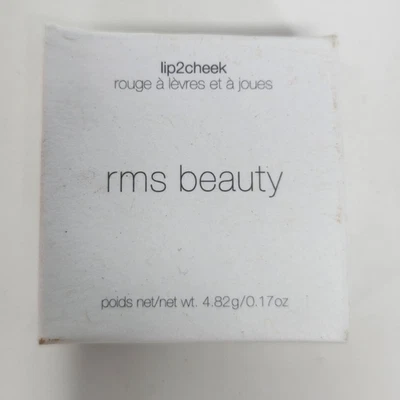 lip2cheek
rouge à lèvres et à joues
rms beauty
poids net/net wt. 4.82g/0.17oz